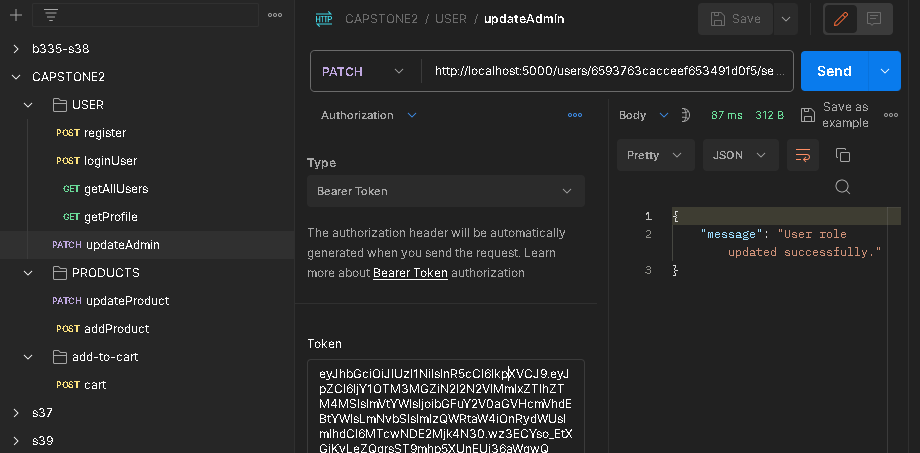 b335-s38
CAPSTONE2
USER
POST register
POST loginUser
GET getAllUsers
GET getProfile
PATCH updateAdmin
PRODUCTS
PATCH updateProduct
POST addProduct
add-to-cart
POST cart
s37
s39
HTTP CAPSTONE2 / USER / updateAdmin
Save
PATCH http://localhost:5000/users/6593763cacceef653491d0f5/se...
Send
Authorization
Type
Bearer Token
The authorization header will be automatically
generated when you send the request. Learn
more about Bearer Token authorization
Token
Body 87 ms 312 B Save as
example
Pretty JSON
1 {
2 "message": "User role
updated successfully."
3 }